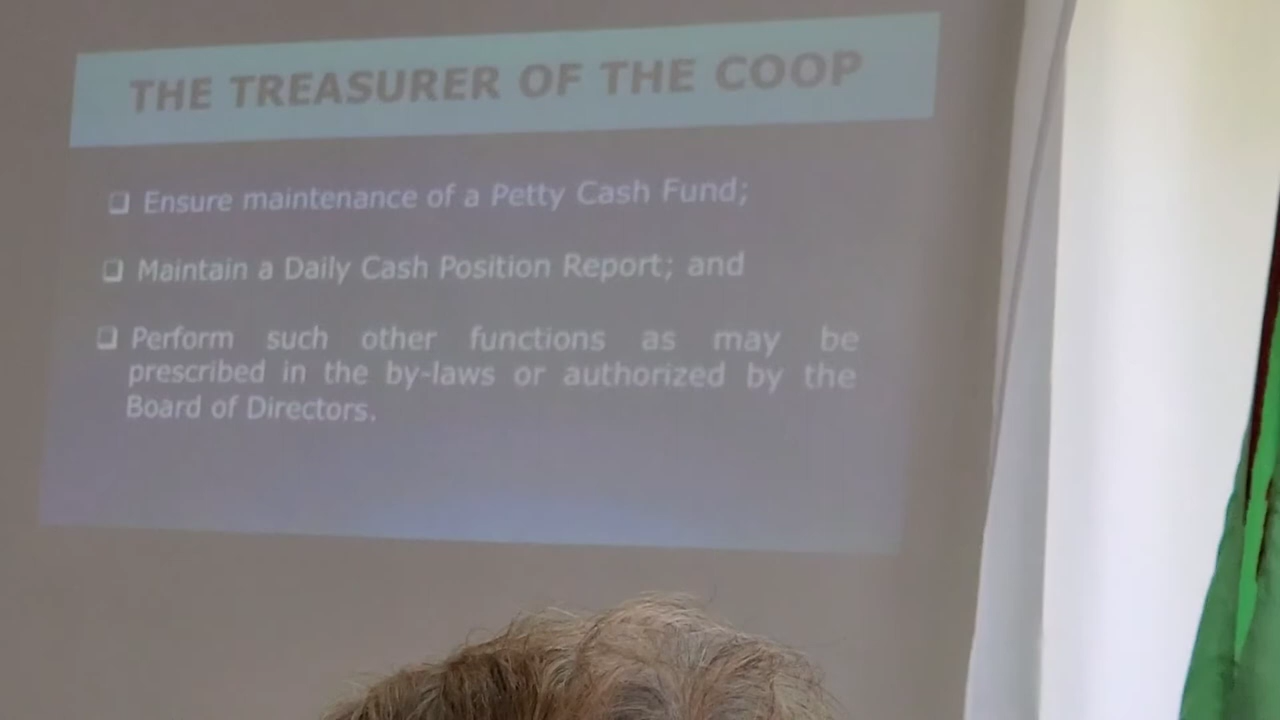 THE TREASURER OF THE COOP
❑ Ensure maintenance of a Petty Cash Fund;
❑ Maintain a Daily Cash Position Report; and
❑ Perform such other functions as may be
prescribed in the by-laws or authorized by the
Board of Directors.